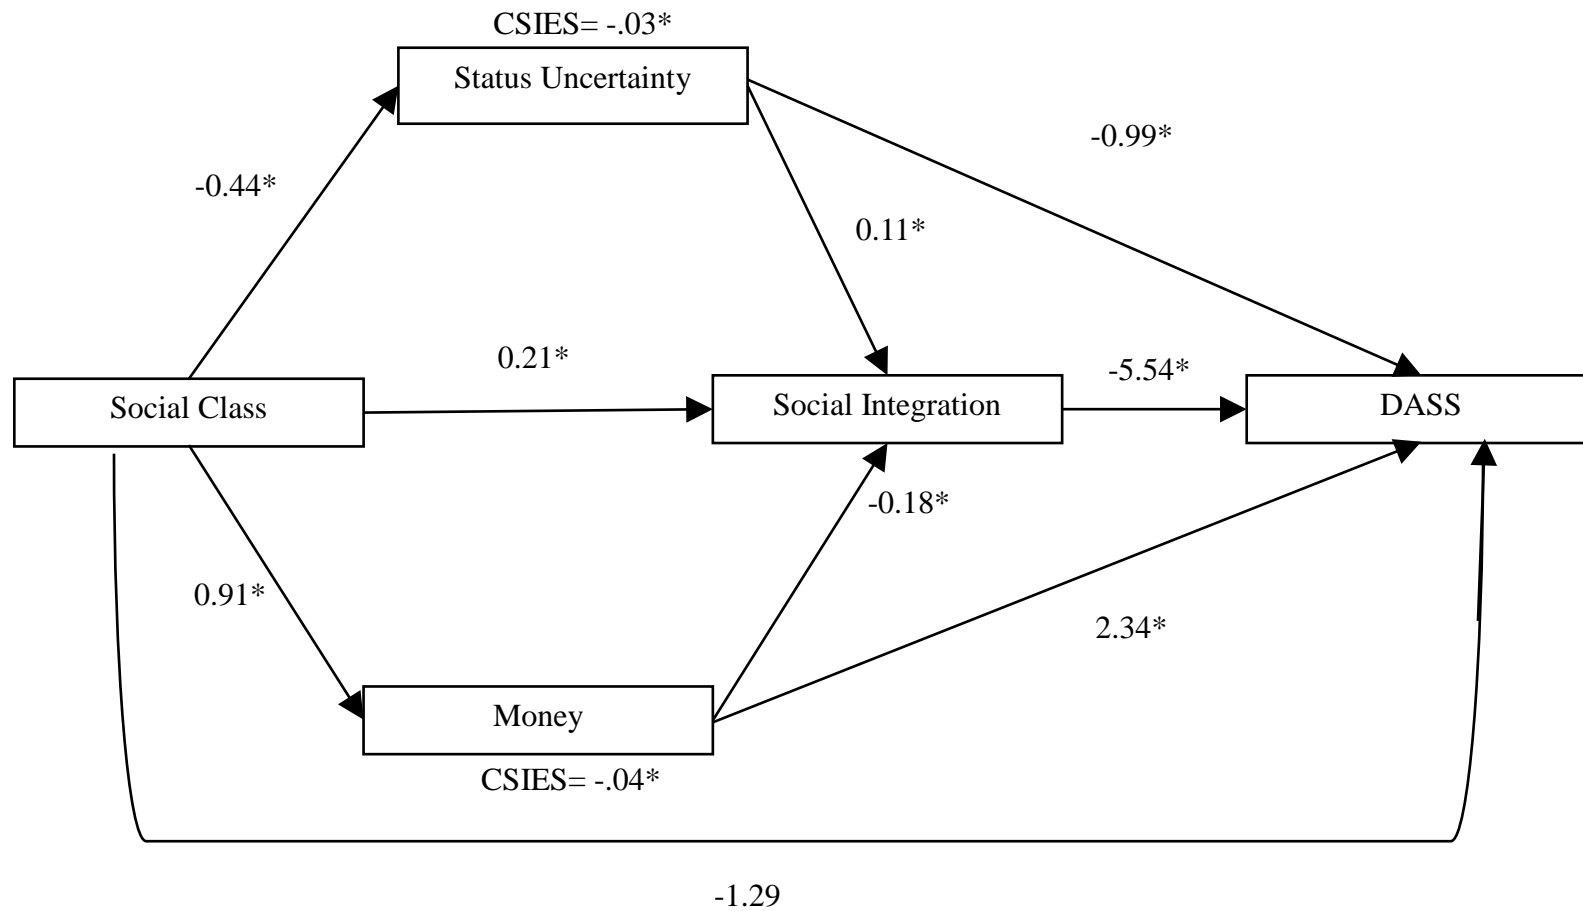 CSIES= -.03*
Status Uncertainty
-0.99*
-0.44*
0.11*
0.21*
-5.54*
Social Class
Social Integration
DASS
-0.18*
0.91*
2.34*
Money
CSIES= -.04*
-1.29